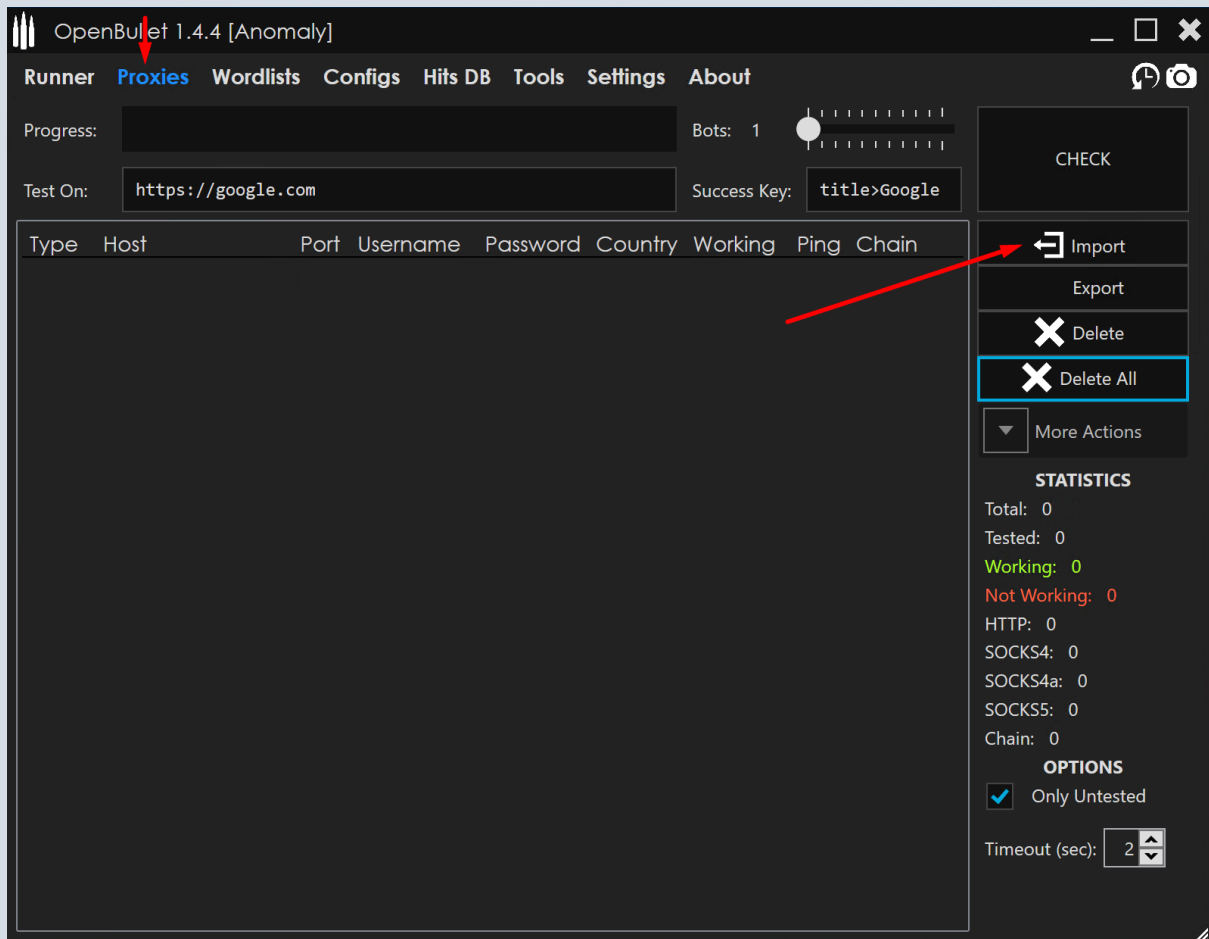 OpenBullet 1.4.4 [Anomaly]
Runner Proxies Wordlists Configs Hits DB Tools Settings About
Progress:
Bots: 1
CHECK
Test On: https://google.com
Success Key: title>Google
Type Host Port Username Password Country Working Ping Chain
Import
Export
Delete
Delete All
More Actions
STATISTICS
Total: 0
Tested: 0
Working: 0
Not Working: 0
HTTP: 0
SOCKS4: 0
SOCKS4a: 0
SOCKS5: 0
Chain: 0
OPTIONS
Only Untested
Timeout (sec): 2